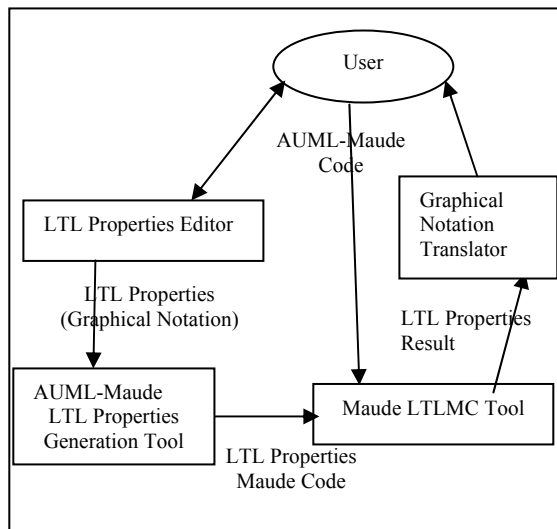 User
AUML-Maude
Code
LTL Properties Editor
Graphical
Notation
Translator
LTL Properties
(Graphical Notation)
LTL Properties
Result
AUML-Maude
LTL Properties
Generation Tool
Maude LTLMC Tool
LTL Properties
Maude Code